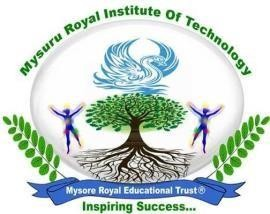 Mysuru Royal Institute Of Technology
Mysore Royal Educational Trust®
Inspiring Success...